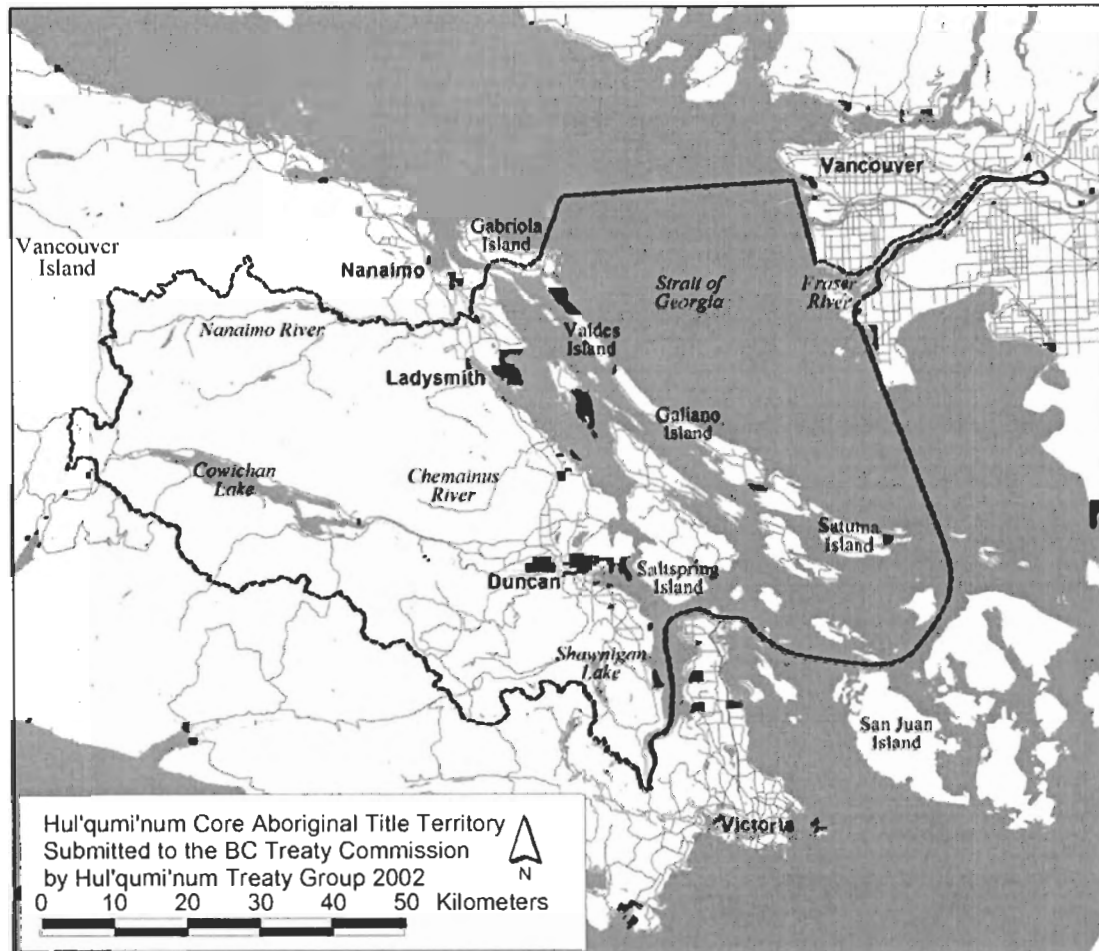 Vancouver
Gabriola
Island
Vancouver
Island
Nanaimo
Strait of
Georgia
Fraser
River
Nanaimo River
Valdes
Island
Ladysmith
Galiano
Island
Cowichan
Lake
Chemainus
River
Saturna
Island
Duncan
Saltspring
Island
Shawnigan
Lake
San Juan
Island
Victoria
Hul'qumi'num Core Aboriginal Title Territory
Submitted to the BC Treaty Commission
by Hul'qumi'num Treaty Group 2002
N
0 10 20 30 40 50 Kilometers